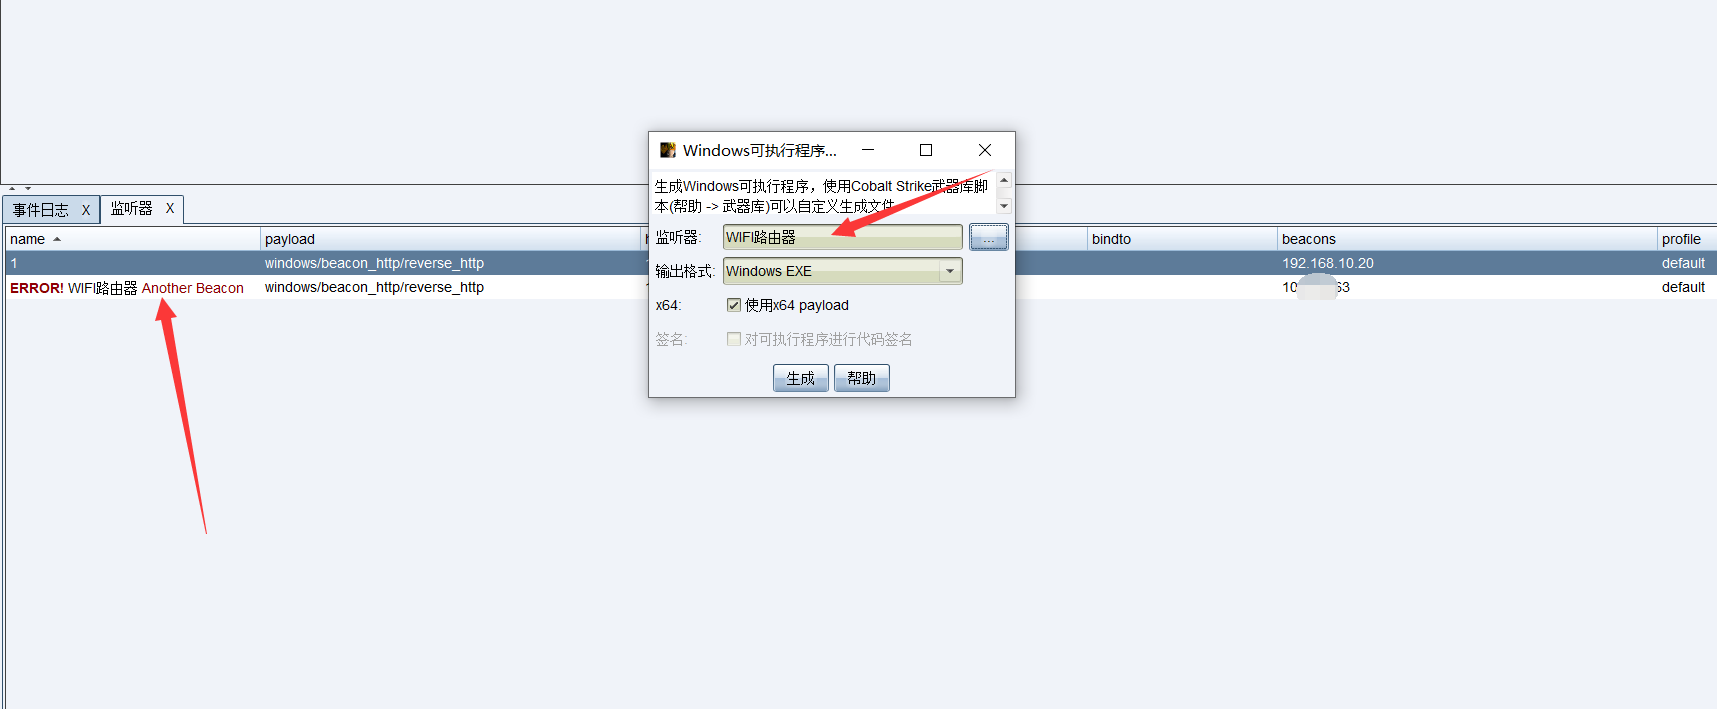 Windows可执行程序...
生成Windows可执行程序，使用Cobalt Strike武器库脚
本(帮助 -> 武器库)可以自定义生成文件
监听器: WIFI路由器 ...
输出格式: Windows EXE
x64: 使用x64 payload
签名: 对可执行程序进行代码签名
生成 帮助
事件日志 X 监听器 X
name payload bindto beacons profile
1 windows/beacon_http/reverse_http 192.168.10.20 default
ERROR! WIFI路由器 Another Beacon windows/beacon_http/reverse_http 10 63 default